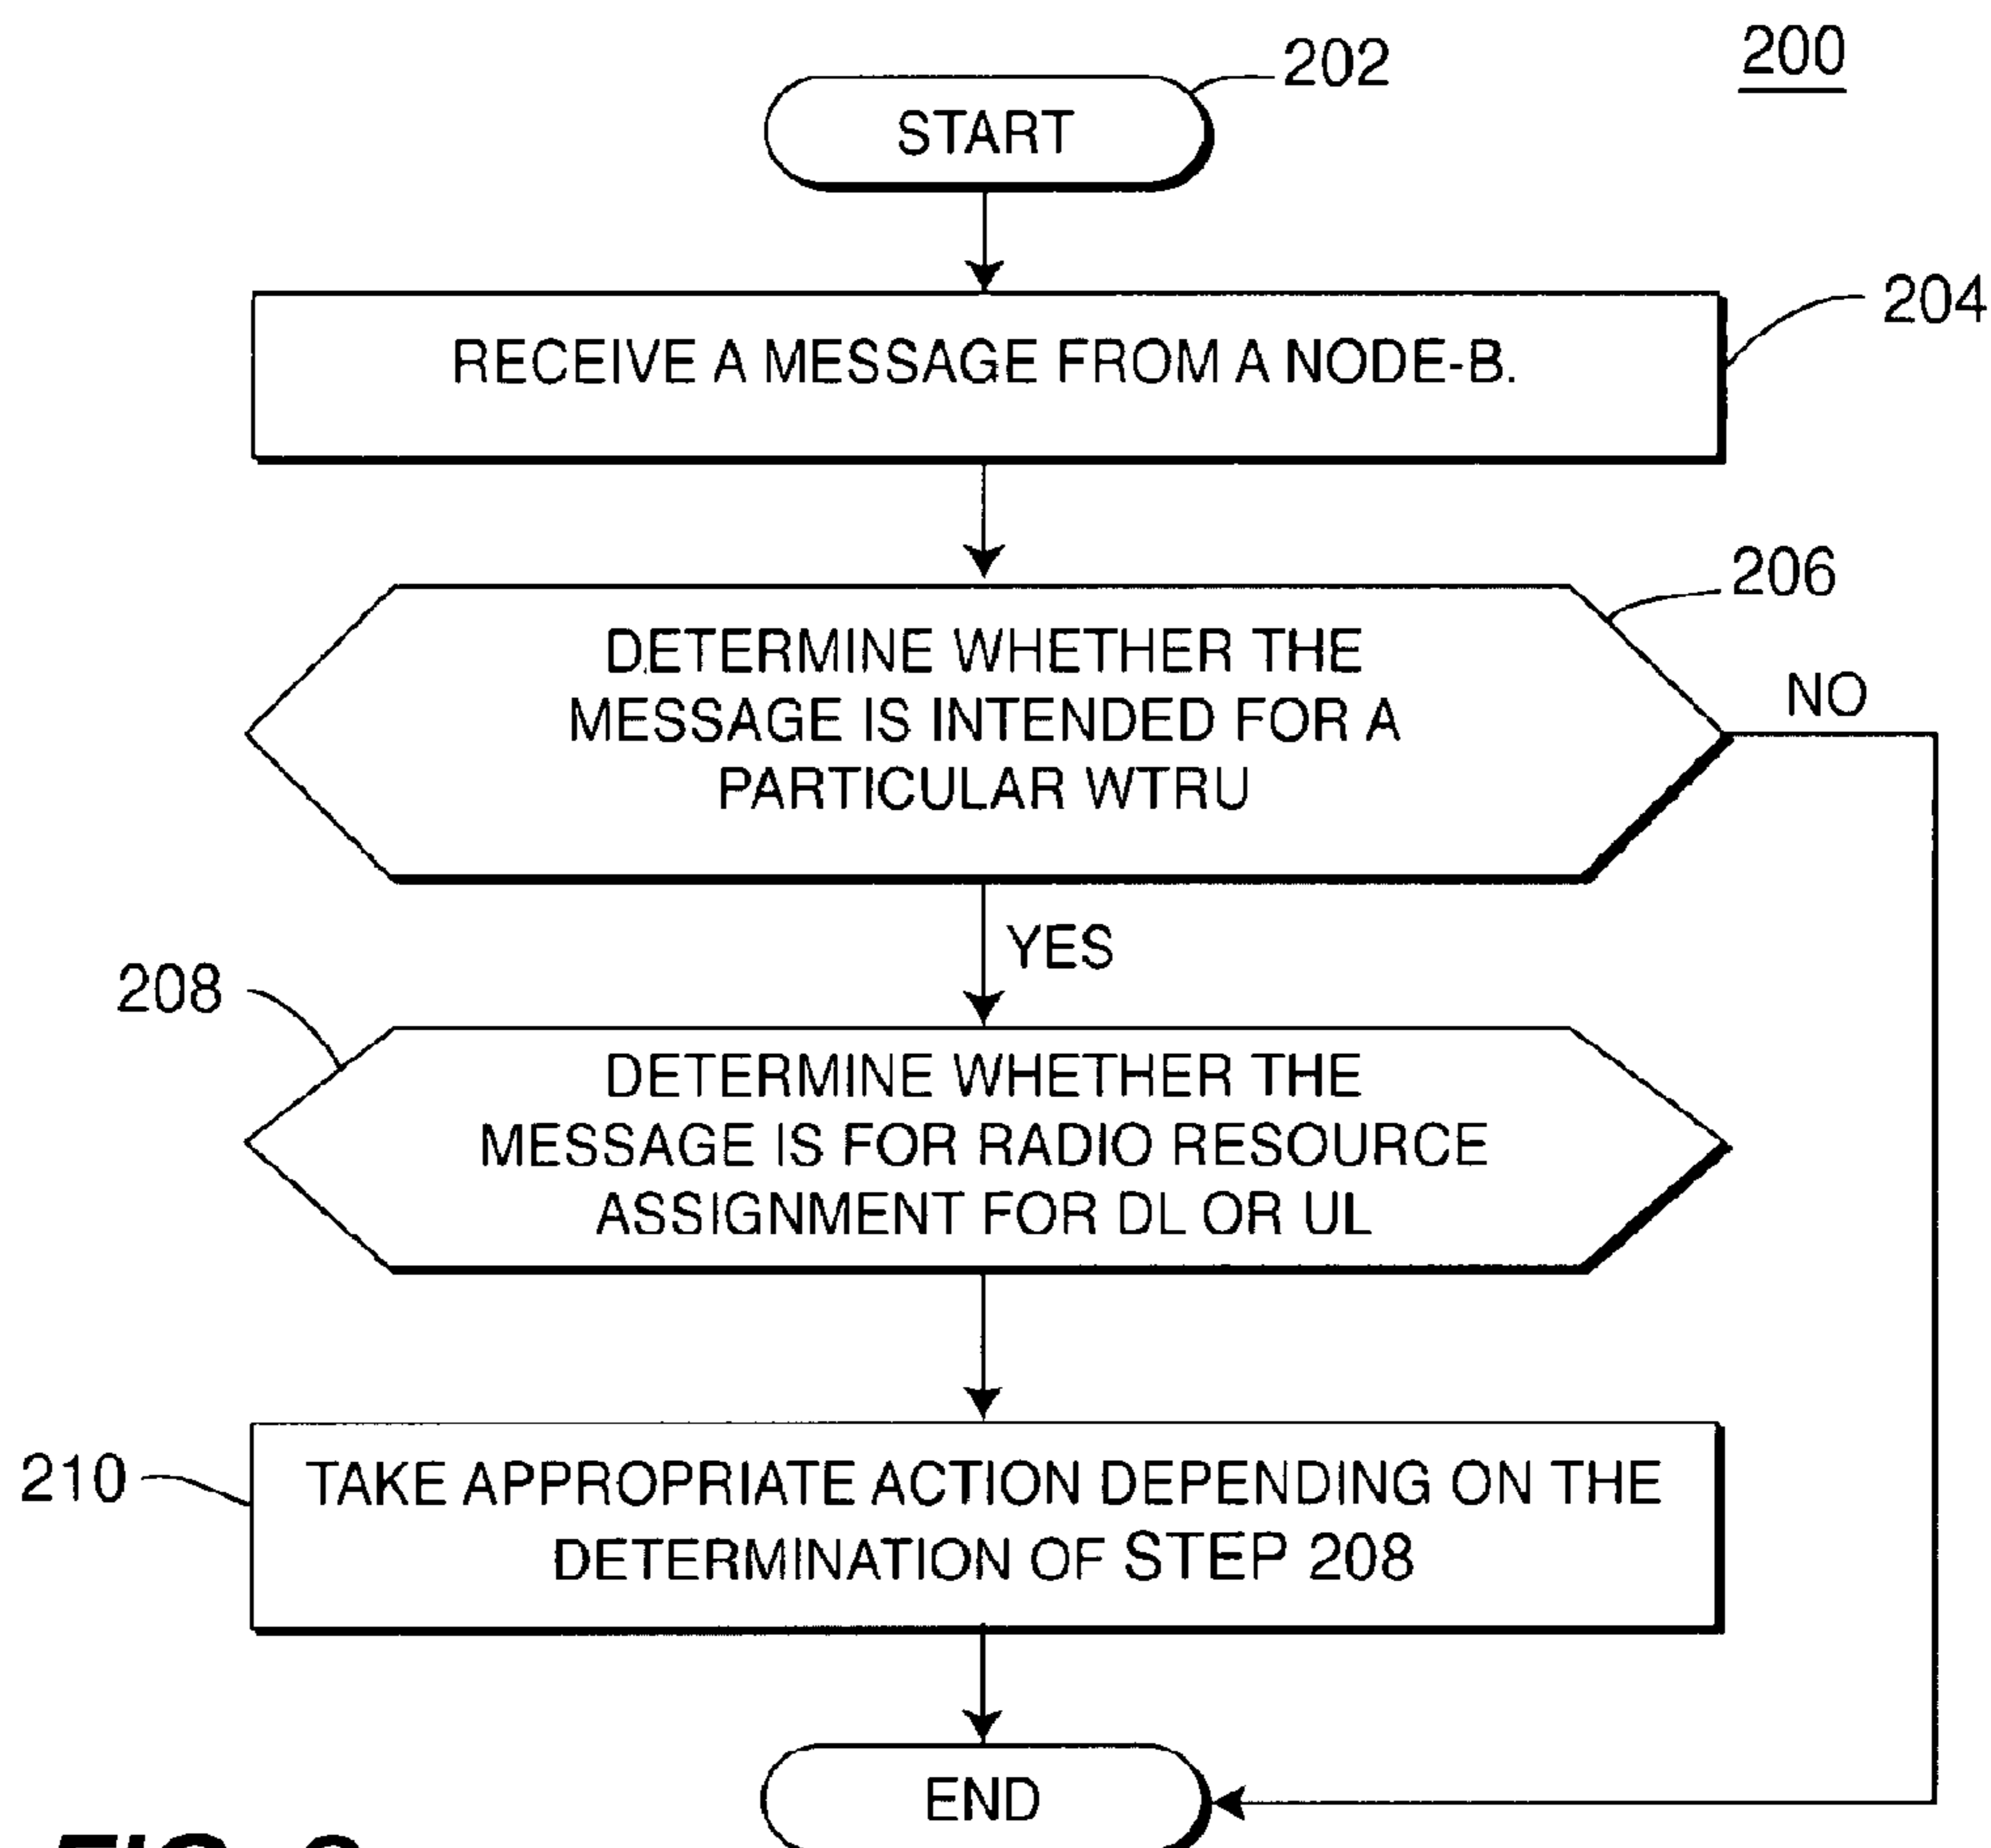 200
202
START
204
RECEIVE A MESSAGE FROM A NODE-B.
206
DETERMINE WHETHER THE
MESSAGE IS INTENDED FOR A
PARTICULAR WTRU
NO
YES
208
DETERMINE WHETHER THE
MESSAGE IS FOR RADIO RESOURCE
ASSIGNMENT FOR DL OR UL
210
TAKE APPROPRIATE ACTION DEPENDING ON THE
DETERMINATION OF STEP 208
END